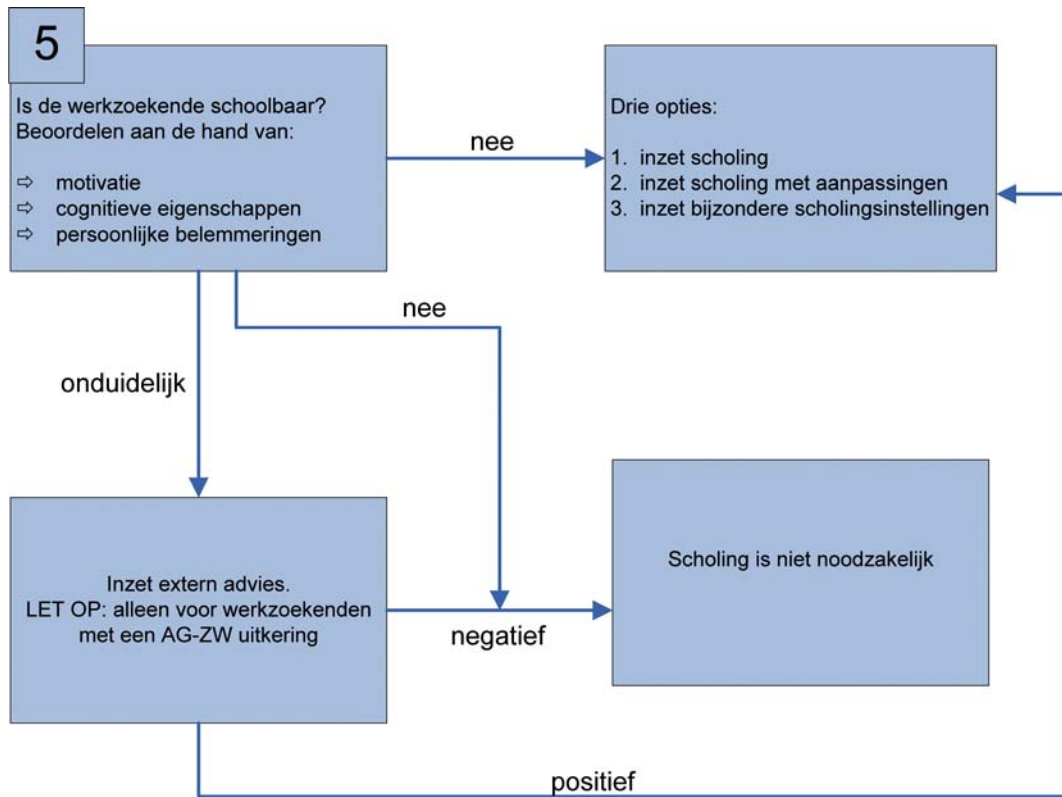 5
Is de werkzoekende schoolbaar?
Beoordelen aan de hand van:
⇨ motivatie
⇨ cognitieve eigenschappen
⇨ persoonlijke belemmeringen
nee
Drie opties:
1. inzet scholing
2. inzet scholing met aanpassingen
3. inzet bijzondere scholingsinstellingen
nee
onduidelijk
Inzet extern advies.
LET OP: alleen voor werkzoekenden
met een AG-ZW uitkering
negatief
Scholing is niet noodzakelijk
positief